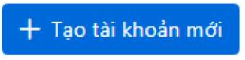 Tạo tài khoản mới